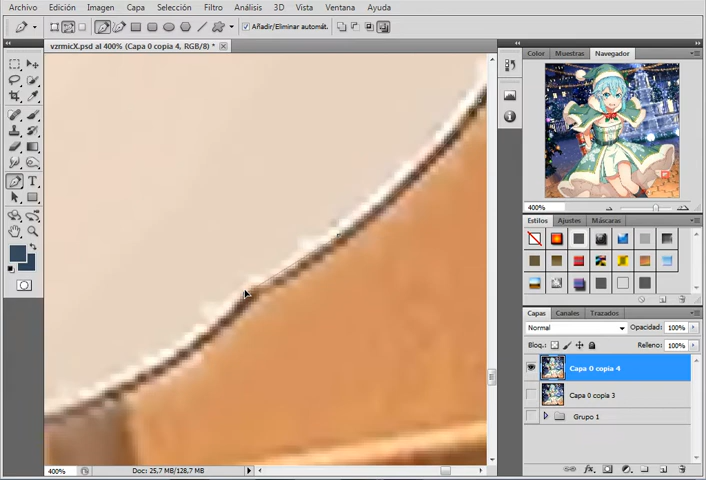 Archivo Edición Imagen Capa Selección Filtro Análisis 3D Vista Ventana Ayuda
Añadir/Eliminar automát.
vzrmicX.psd al 400% (Capa 0 copia 4, RGB/8) *
Color Muestras Navegador
400%
Estilos Ajustes Máscaras
Capas Canales Trazados
Normal Opacidad: 100%
Bloq.: Relleno: 100%
Capa 0 copia 4
Capa 0 copia 3
Grupo 1
400% Doc: 25,7 MB/128,7 MB